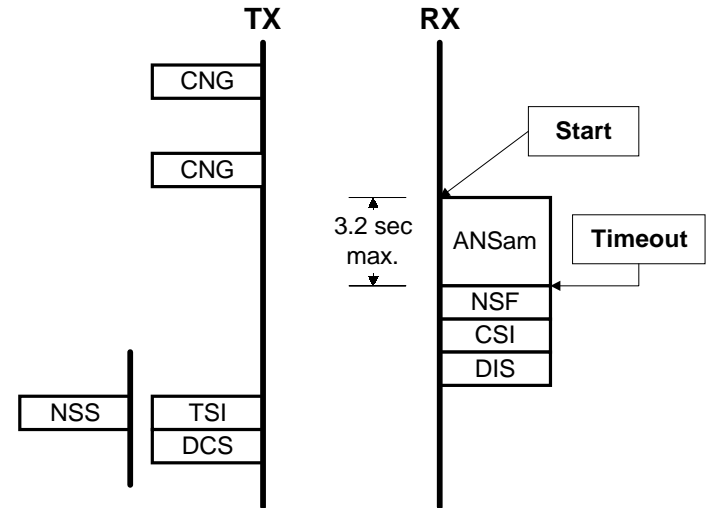 TX
RX
CNG
Start
CNG
3.2 sec
max.
ANSam
Timeout
NSF
CSI
DIS
NSS
TSI
DCS